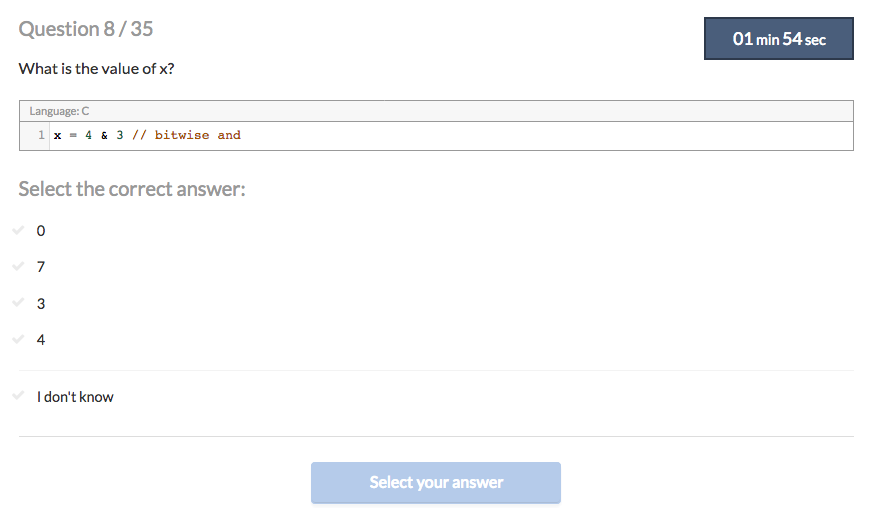 Question 8 / 35
01 min 54 sec
What is the value of x?
Language: C
1 x = 4 & 3 // bitwise and
Select the correct answer:
0
7
3
4
I don't know
Select your answer